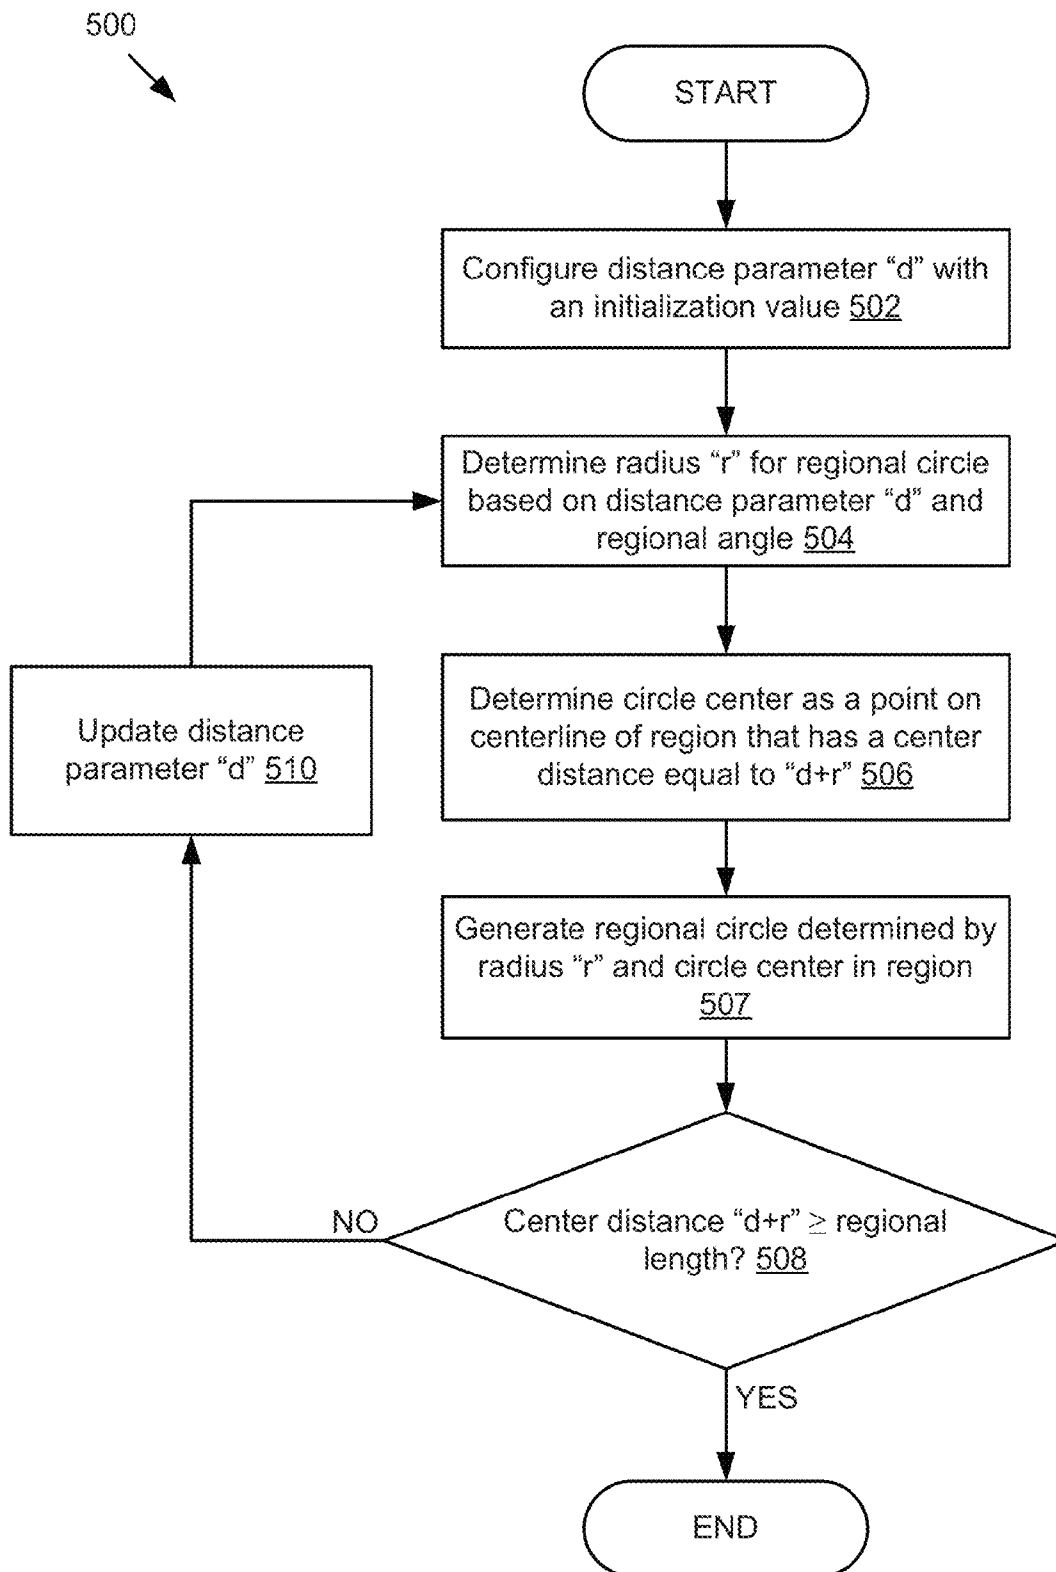 500
START
Configure distance parameter “d” with
an initialization value 502
Determine radius “r” for regional circle
based on distance parameter “d” and
regional angle 504
Determine circle center as a point on
centerline of region that has a center
distance equal to “d+r” 506
Update distance
parameter “d” 510
Generate regional circle determined by
radius “r” and circle center in region
507
Center distance “d+r” ≥ regional
length? 508
NO
YES
END